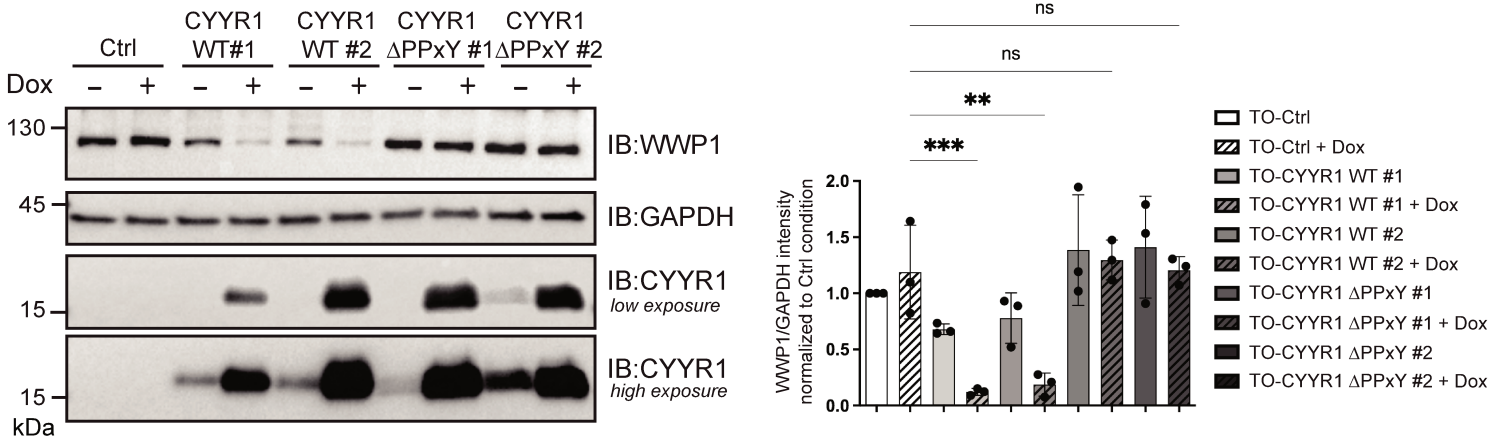 Ctrl
CYYR1 WT#1
CYYR1 WT #2
CYYR1 ΔPPxY #1
CYYR1 ΔPPxY #2
Dox – + – + – + – + – +
130
IB:WWP1
45
IB:GAPDH
15
IB:CYYR1
low exposure
15
IB:CYYR1
high exposure
kDa
ns
ns
**
***
WWP1/GAPDH intensity
normalized to Ctrl condition
2.0
1.5
1.0
0.5
0.0
TO-Ctrl
TO-Ctrl + Dox
TO-CYYR1 WT #1
TO-CYYR1 WT #1 + Dox
TO-CYYR1 WT #2
TO-CYYR1 WT #2 + Dox
TO-CYYR1 ΔPPxY #1
TO-CYYR1 ΔPPxY #1 + Dox
TO-CYYR1 ΔPPxY #2
TO-CYYR1 ΔPPxY #2 + Dox